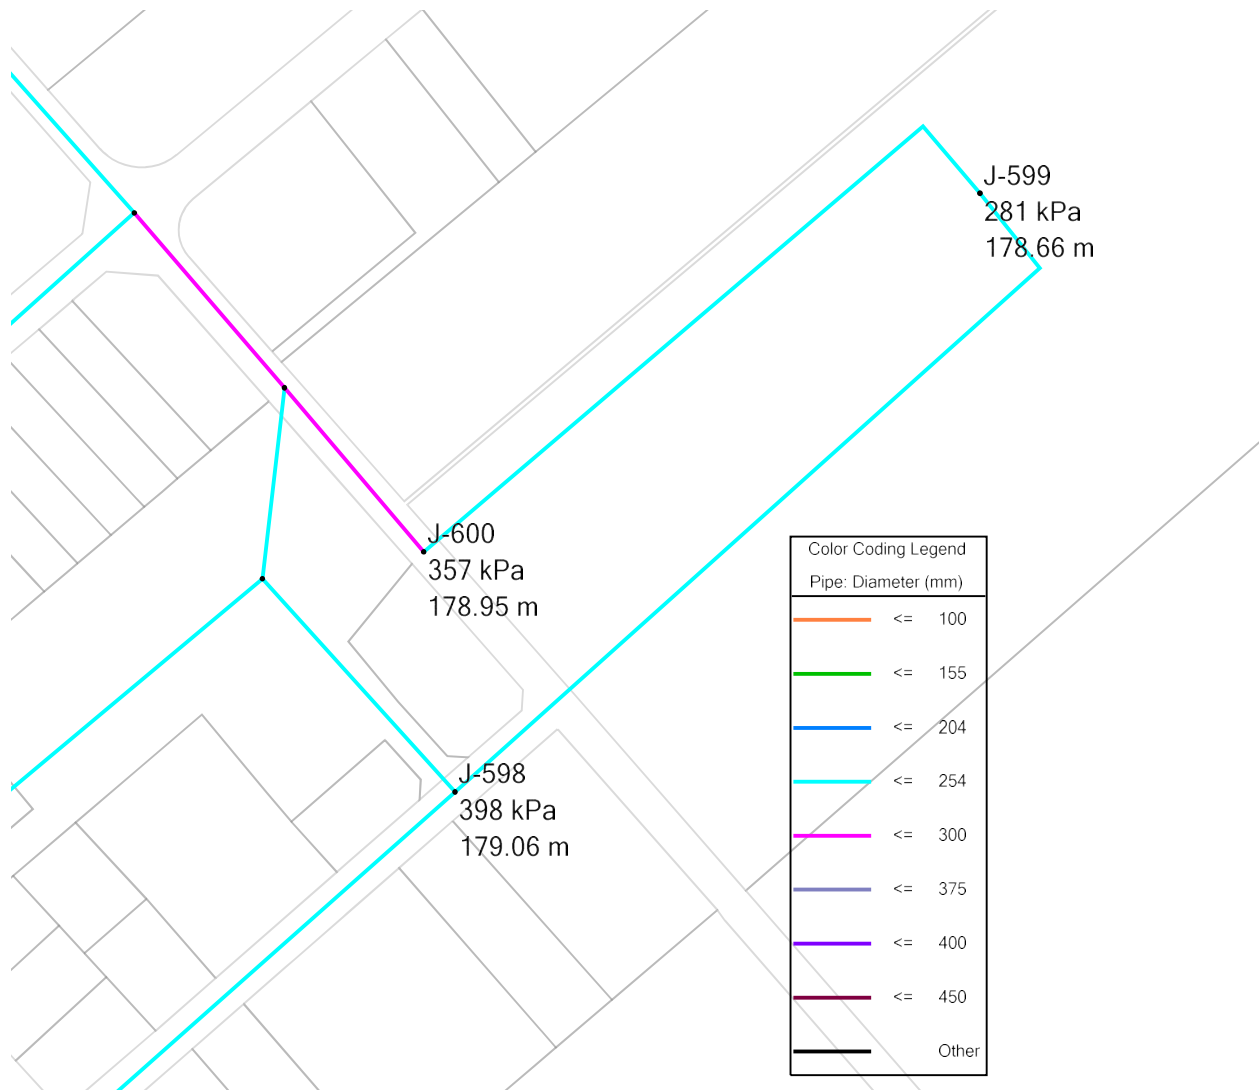 J-599
281 kPa
178.66 m
J-600
357 kPa
178.95 m
J-598
398 kPa
179.06 m
Color Coding Legend
Pipe: Diameter (mm)
<= 100
<= 155
<= 204
<= 254
<= 300
<= 375
<= 400
<= 450
Other